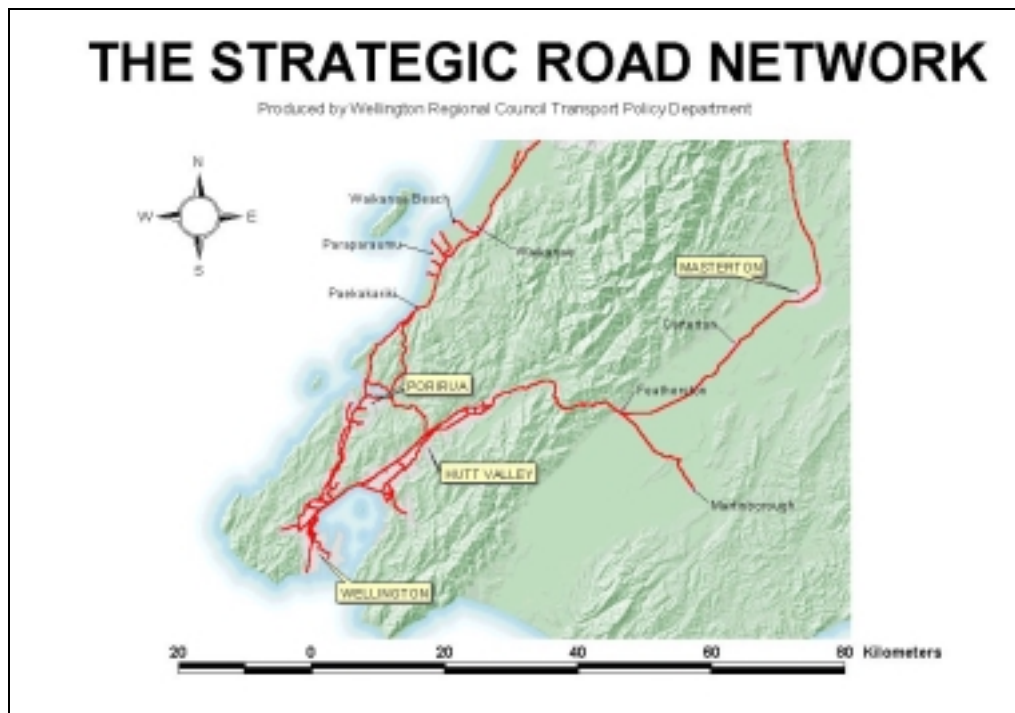 THE STRATEGIC ROAD NETWORK
Produced by Wellington Regional Council Transport Policy Department
N
W E
S
Waikanae Beach
Paraparaumu
Waikanae
MASTERTON
Paekakariki
Carterton
PORIRUA
Featherston
HUTT VALLEY
Martinborough
WELLINGTON
20 0 20 40 60 80 Kilometers